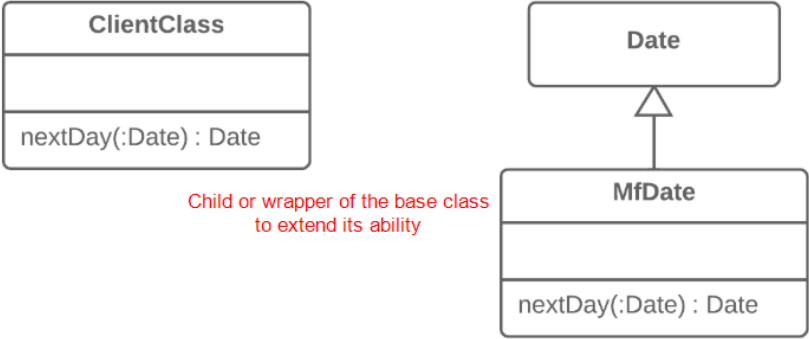 ClientClass
nextDay(:Date) : Date
Child or wrapper of the base class
to extend its ability
Date
MfDate
nextDay(:Date) : Date